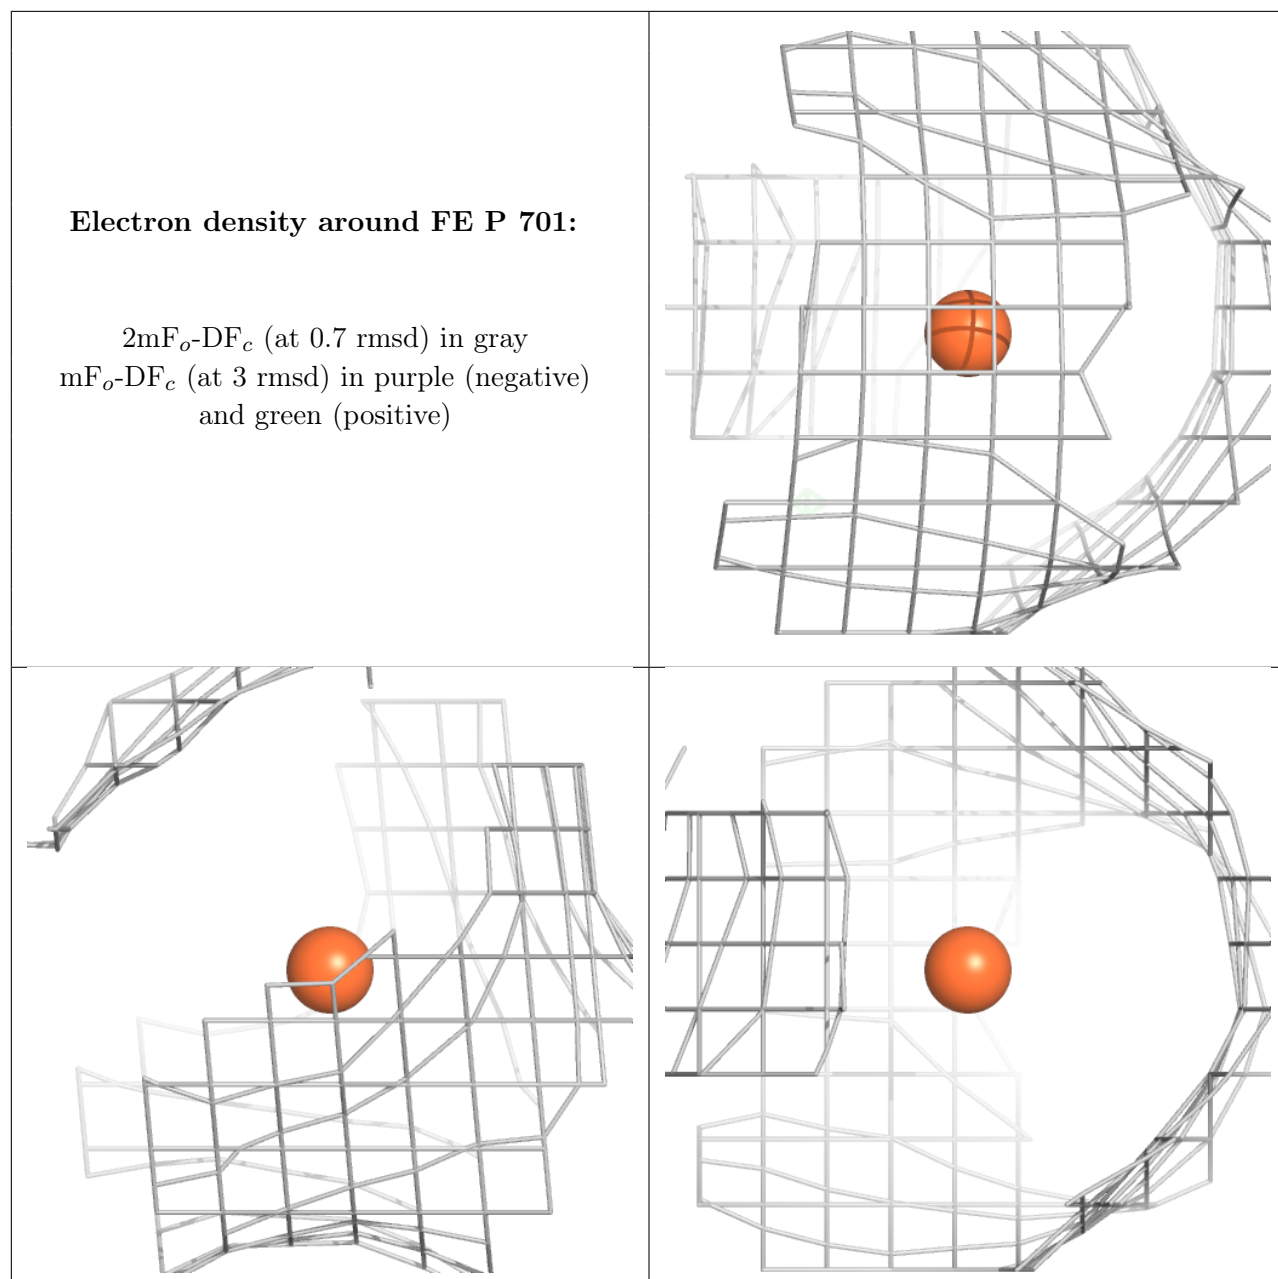 Electron density around FE P 701:
2mFo-DFc (at 0.7 rmsd) in gray
mFo-DFc (at 3 rmsd) in purple (negative)
and green (positive)